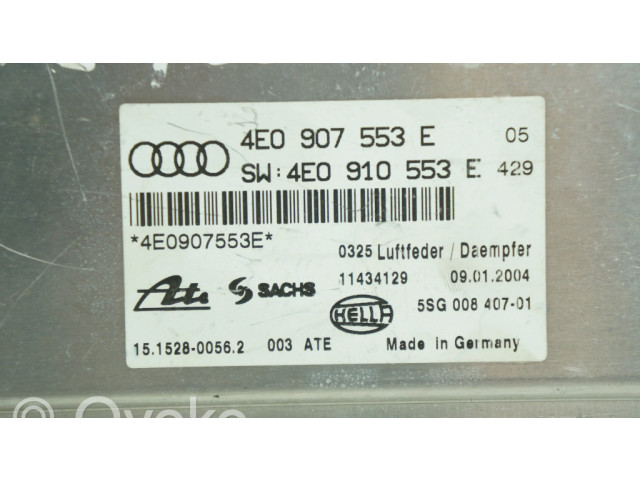 4E0 907 553 E 05
SW:4E0 910 553 E 429
*4E0907553E*
0325 Luftfeder / Daempfer
11434129 09.01.2004
Ate SACHS HELLA 5SG 008 407-01
15.1528-0056.2 003 ATE Made in Germany
© Ovoko